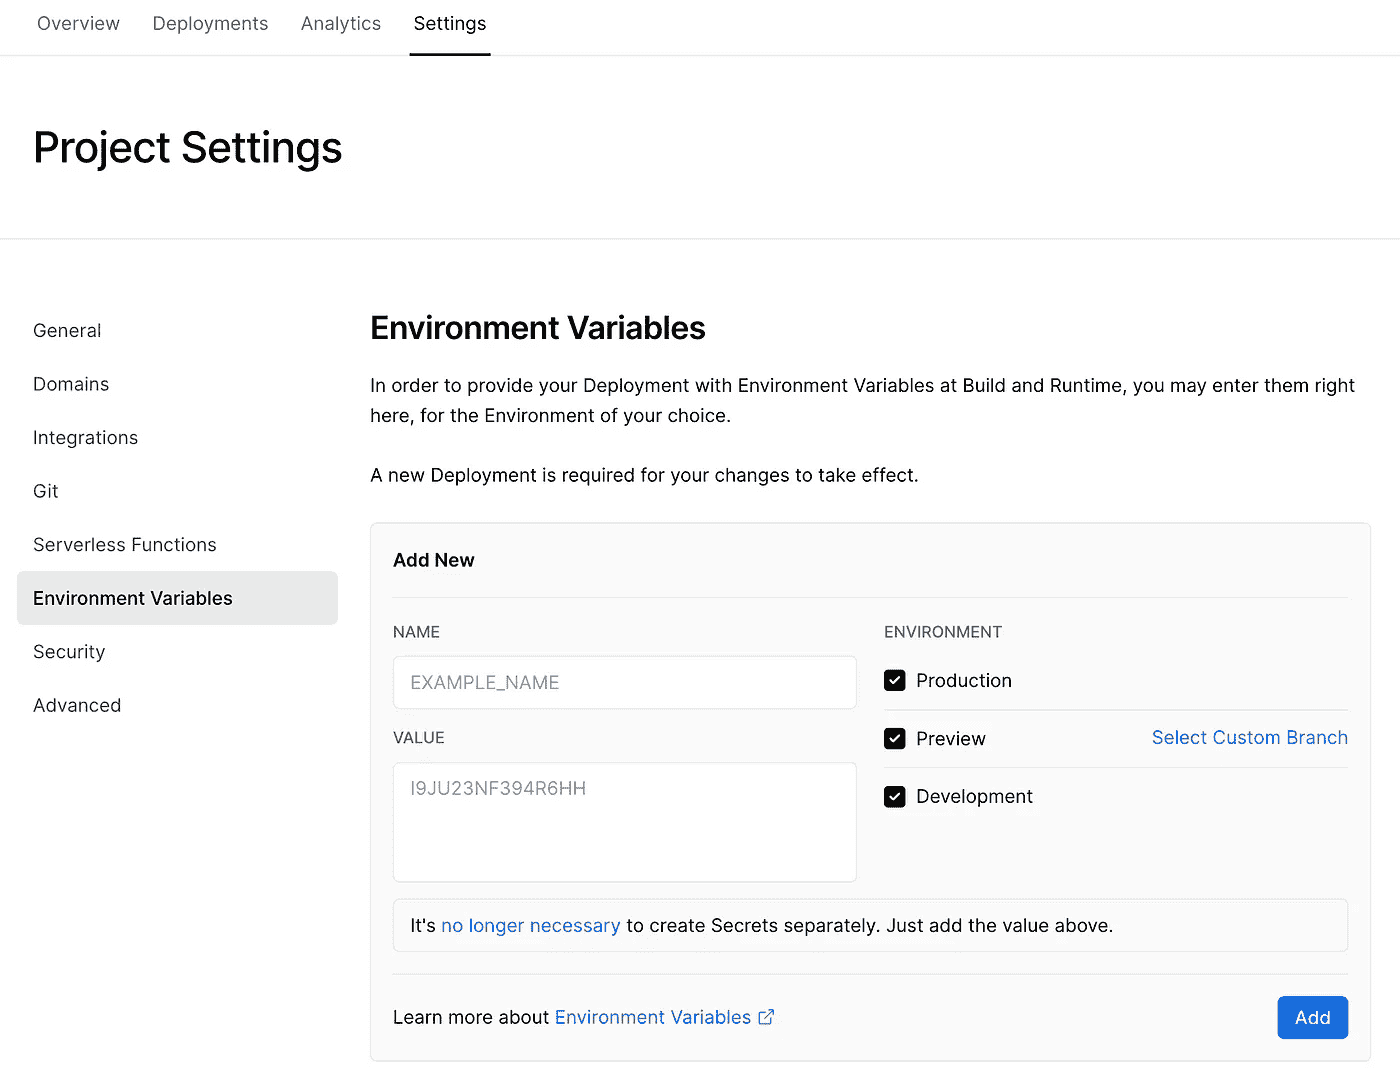 Overview Deployments Analytics Settings
Project Settings
General
Domains
Integrations
Git
Serverless Functions
Environment Variables
Security
Advanced
Environment Variables
In order to provide your Deployment with Environment Variables at Build and Runtime, you may enter them right
here, for the Environment of your choice.
A new Deployment is required for your changes to take effect.
Add New
NAME
EXAMPLE_NAME
VALUE
I9JU23NF394R6HH
ENVIRONMENT
Production
Preview Select Custom Branch
Development
It's no longer necessary to create Secrets separately. Just add the value above.
Learn more about Environment Variables
Add